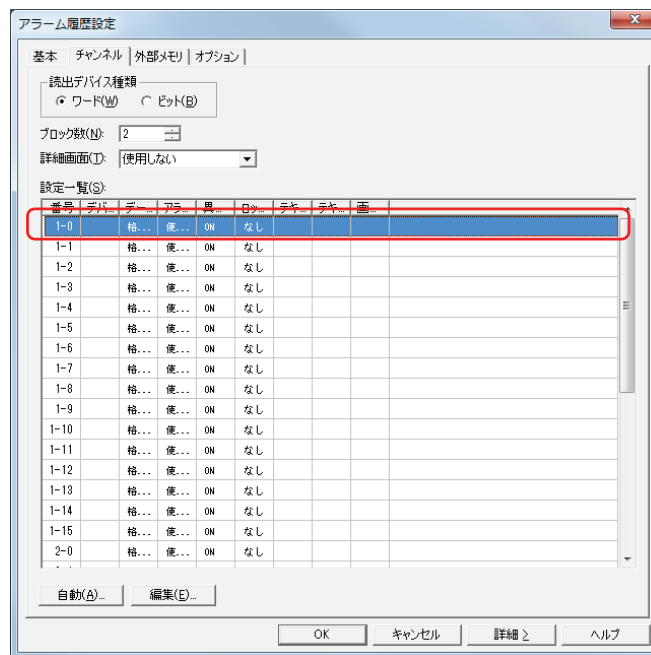 アラーム履歴設定
基本 チャンネル 外部メモリ オプション
読出デバイス種類
ワード(W) ビット(B)
ブロック数(N): 2
詳細画面(T): 使用しない
設定一覧(S):
番号 デバ... デー... アラ... 異... ロッ... テキ... テキ... 画...
1-0 格... 使... ON なし
1-1 格... 使... ON なし
1-2 格... 使... ON なし
1-3 格... 使... ON なし
1-4 格... 使... ON なし
1-5 格... 使... ON なし
1-6 格... 使... ON なし
1-7 格... 使... ON なし
1-8 格... 使... ON なし
1-9 格... 使... ON なし
1-10 格... 使... ON なし
1-11 格... 使... ON なし
1-12 格... 使... ON なし
1-13 格... 使... ON なし
1-14 格... 使... ON なし
1-15 格... 使... ON なし
2-0 格... 使... ON なし
自動(A)... 編集(E)...
OK キャンセル 詳細 ≥ ヘルプ